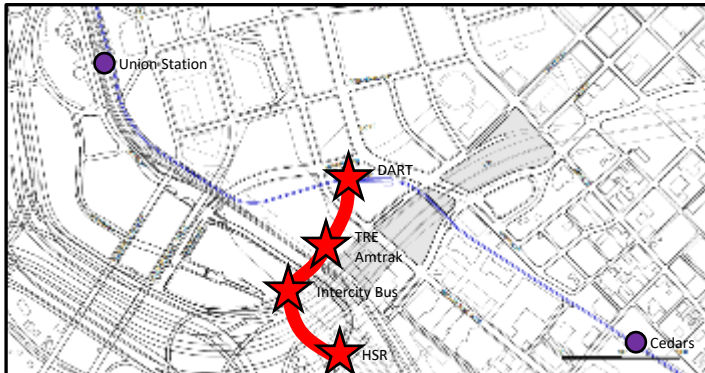 Union Station
DART
TRE
Amtrak
Intercity Bus
HSR
Cedars